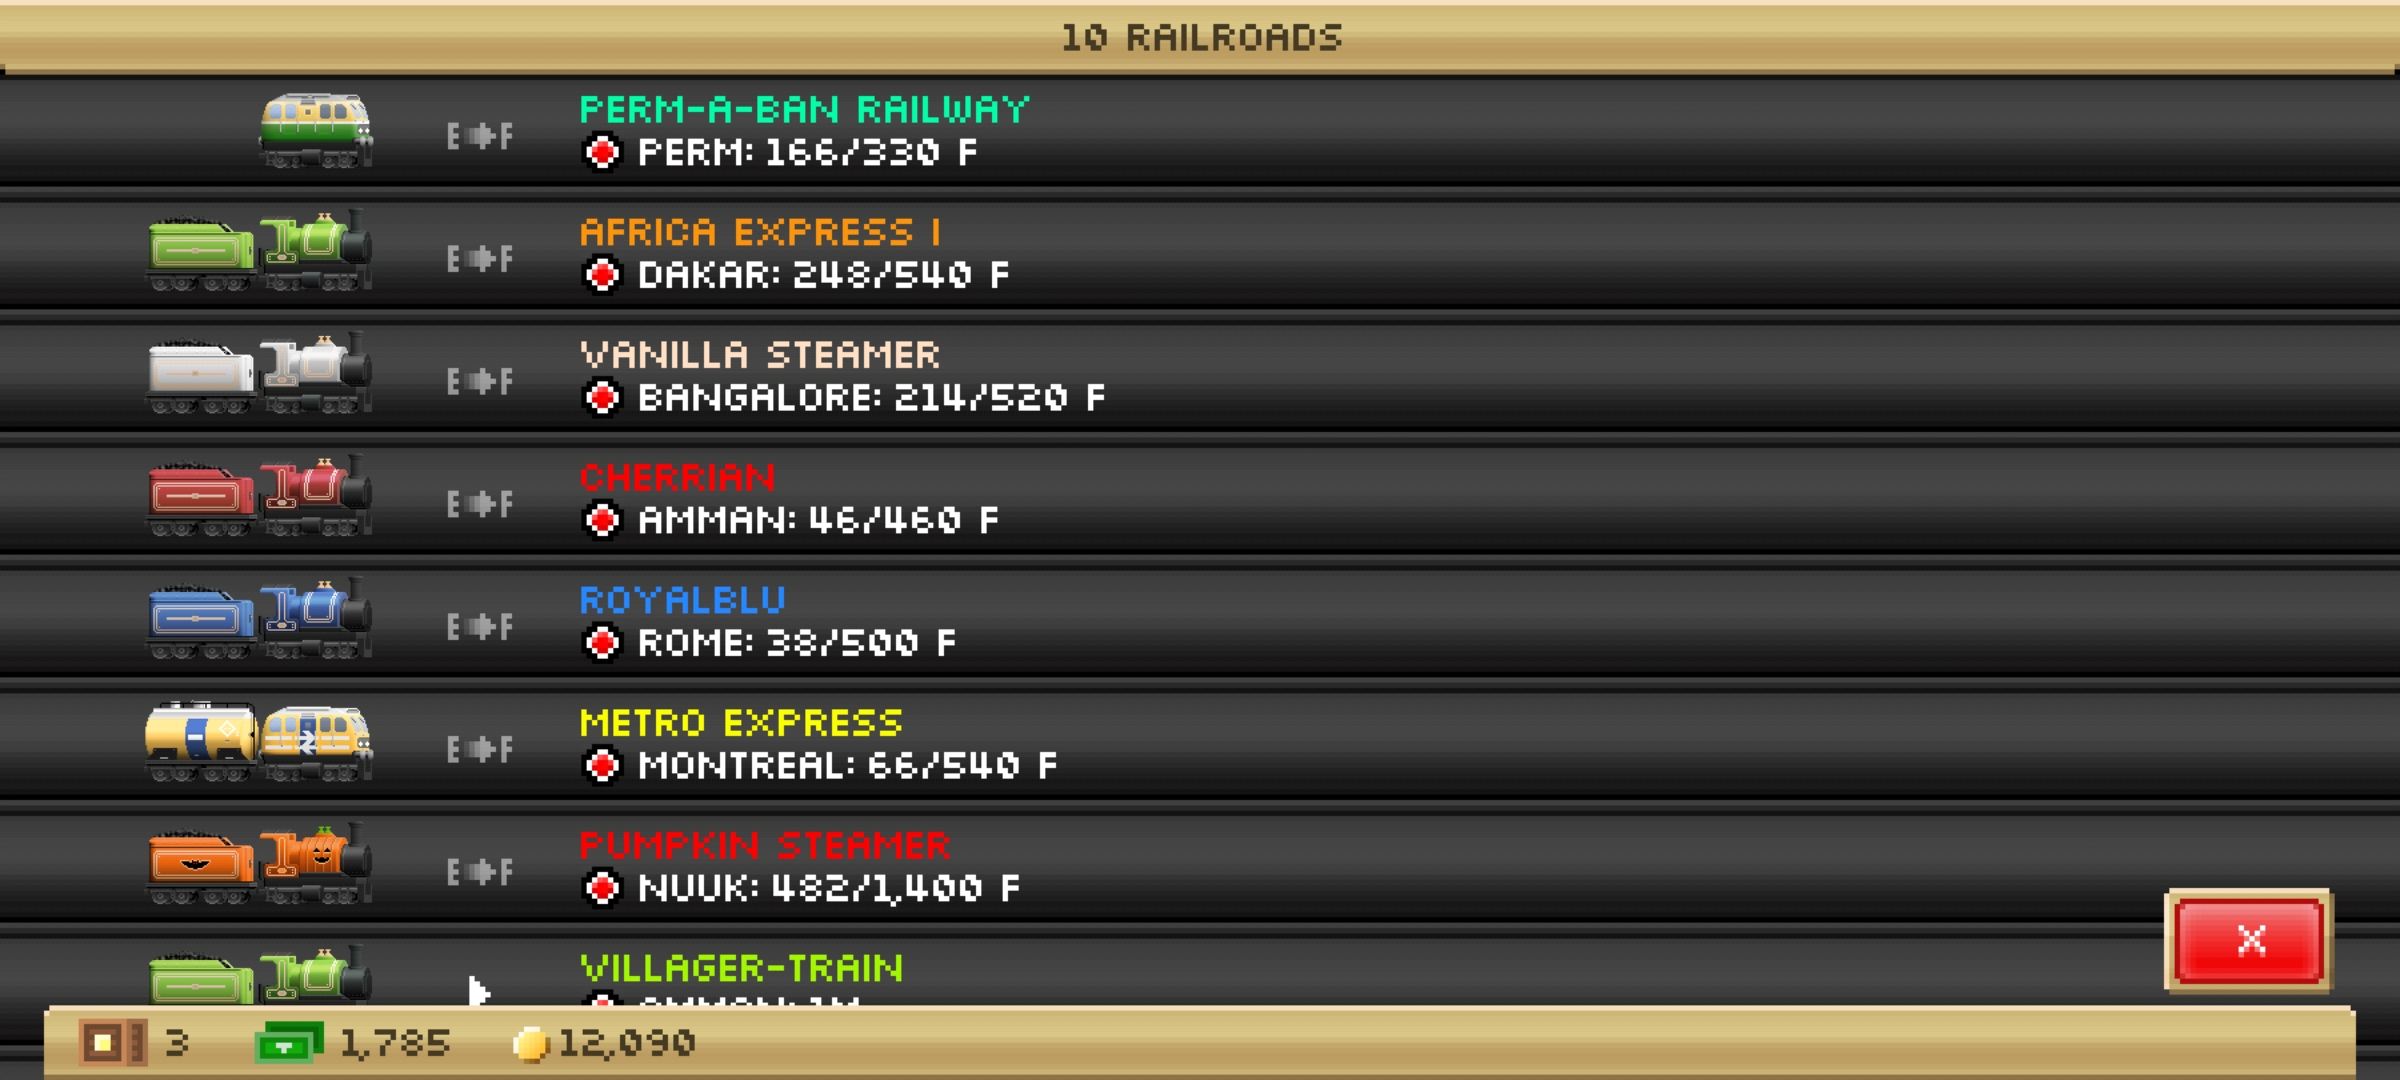 10 RAILROADS
PERM-A-BAN RAILWAY
E F
PERM: 166/330 F
AFRICA EXPRESS I
E F
DAKAR: 248/540 F
VANILLA STEAMER
E F
BANGALORE: 214/520 F
CHERRIAN
E F
AMMAN: 46/460 F
ROYALBLU
E F
ROME: 38/500 F
METRO EXPRESS
E F
MONTREAL: 66/540 F
PUMPKIN STEAMER
E F
NUUK: 482/1,400 F
X
VILLAGER-TRAIN
3 1,785 12,090